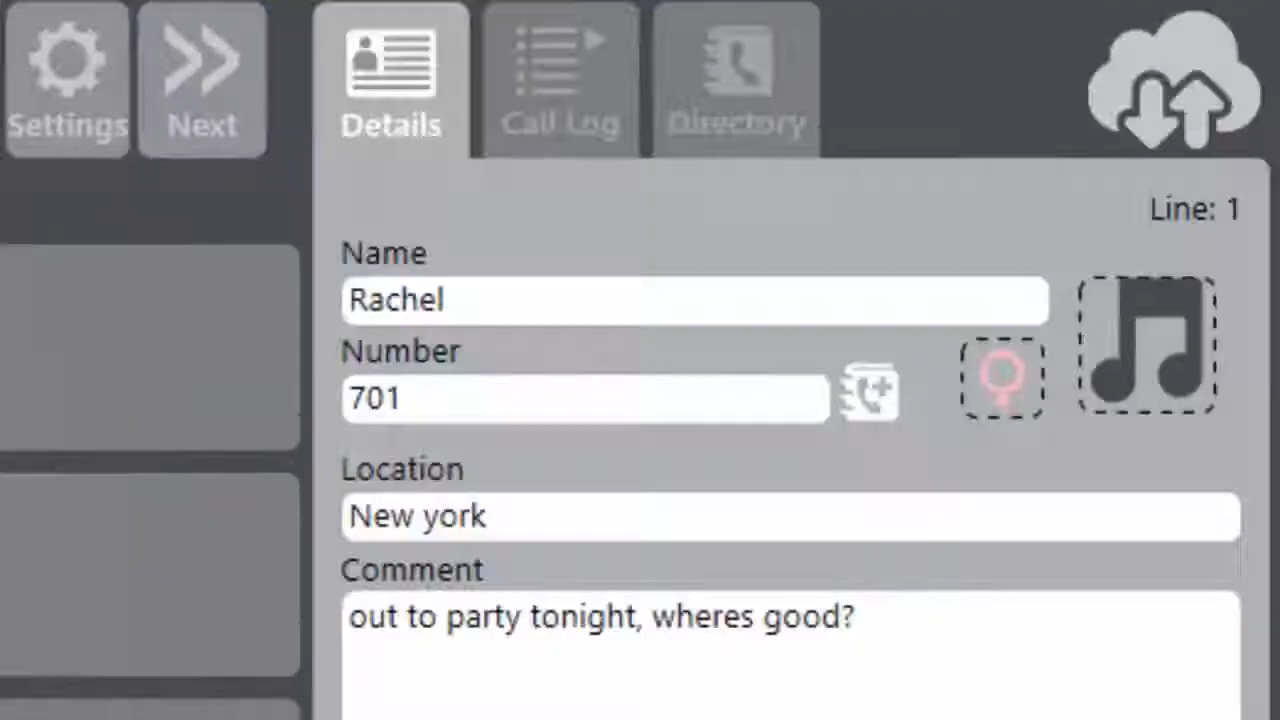 Settings
Next
Details
Call Log
Directory
Line: 1
Name
Rachel
Number
701
Location
New york
Comment
out to party tonight, wheres good?